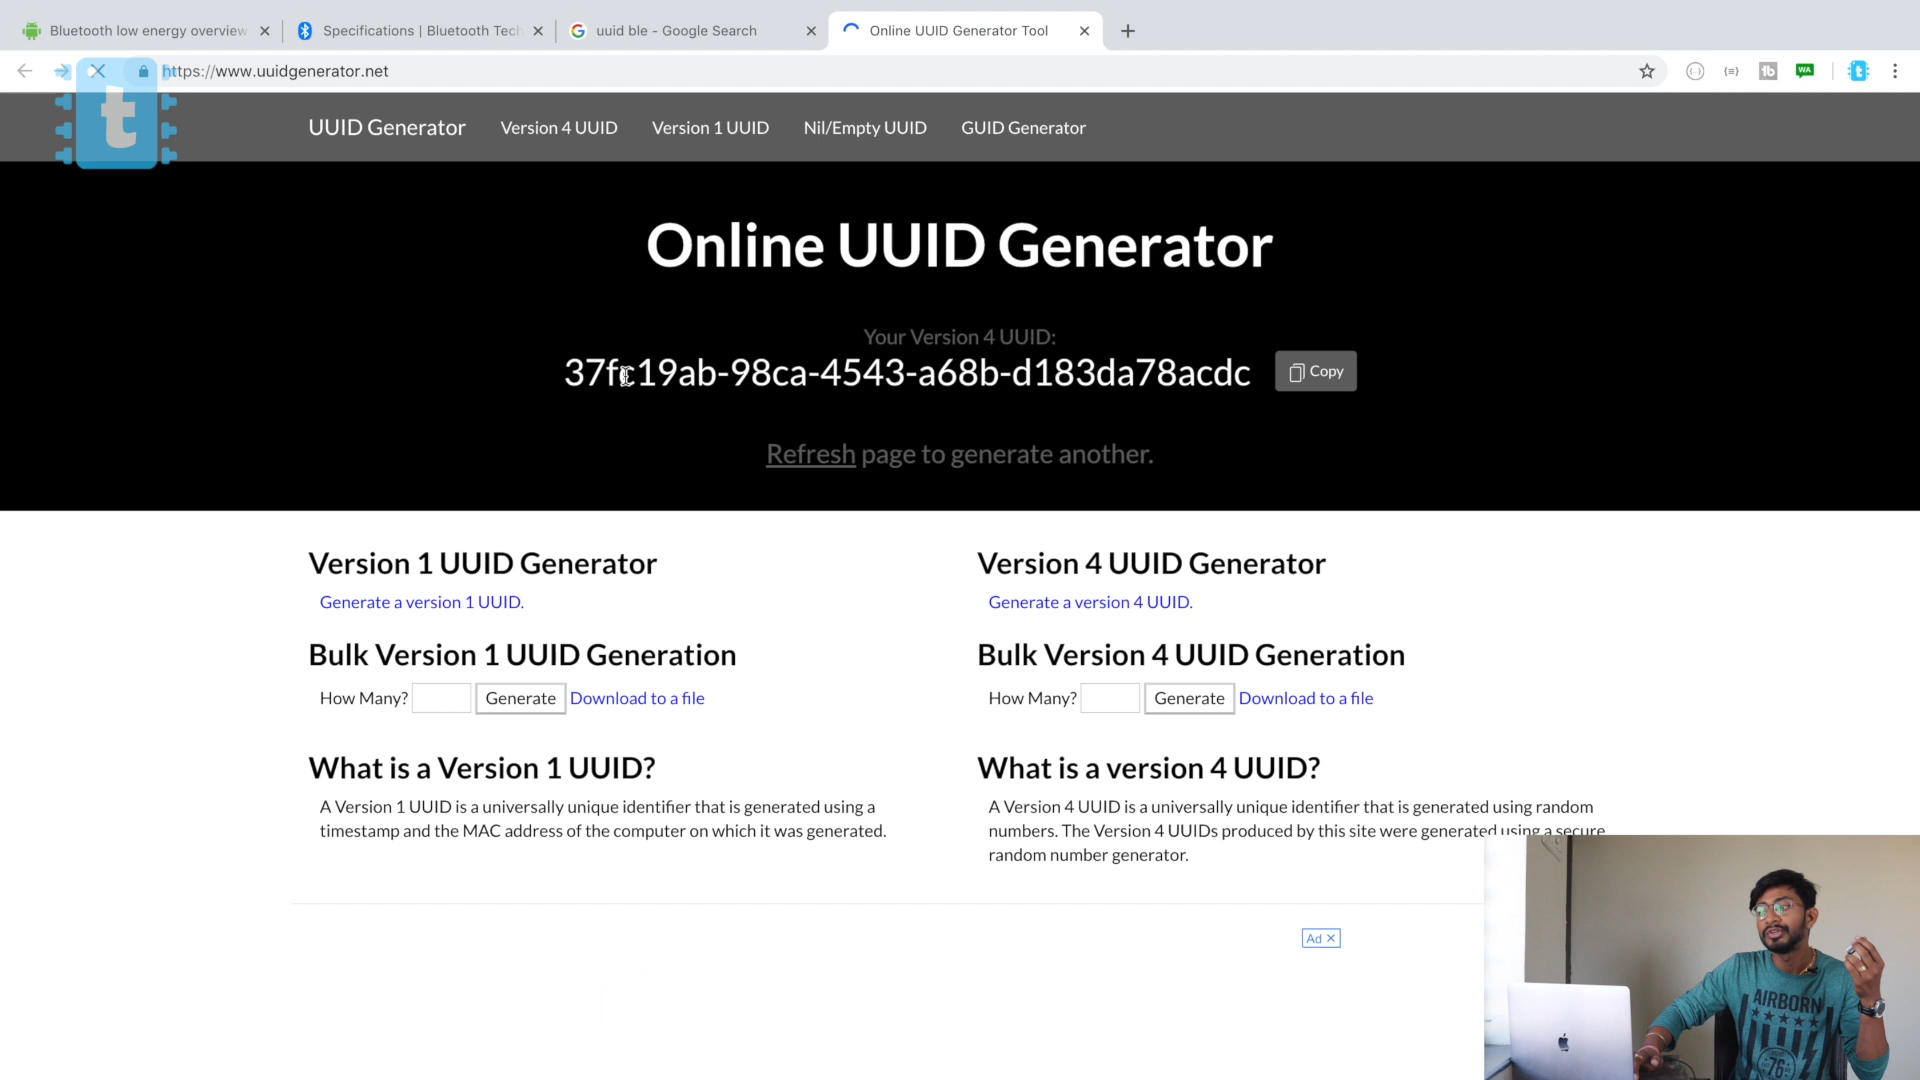 Bluetooth low energy overview
Specifications | Bluetooth Tech
uuid ble - Google Search
Online UUID Generator Tool
https://www.uuidgenerator.net
tb
WA
t
t
UUID Generator
Version 4 UUID
Version 1 UUID
Nil/Empty UUID
GUID Generator
Online UUID Generator
Your Version 4 UUID:
37fc19ab-98ca-4543-a68b-d183da78acdc
Copy
Refresh page to generate another.
Version 1 UUID Generator
Generate a version 1 UUID.
Bulk Version 1 UUID Generation
How Many? Generate Download to a file
What is a Version 1 UUID?
A Version 1 UUID is a universally unique identifier that is generated using a
timestamp and the MAC address of the computer on which it was generated.
Version 4 UUID Generator
Generate a version 4 UUID.
Bulk Version 4 UUID Generation
How Many? Generate Download to a file
What is a version 4 UUID?
A Version 4 UUID is a universally unique identifier that is generated using random
numbers. The Version 4 UUIDs produced by this site were generated using a secure
random number generator.
Ad
AIRBORN
76